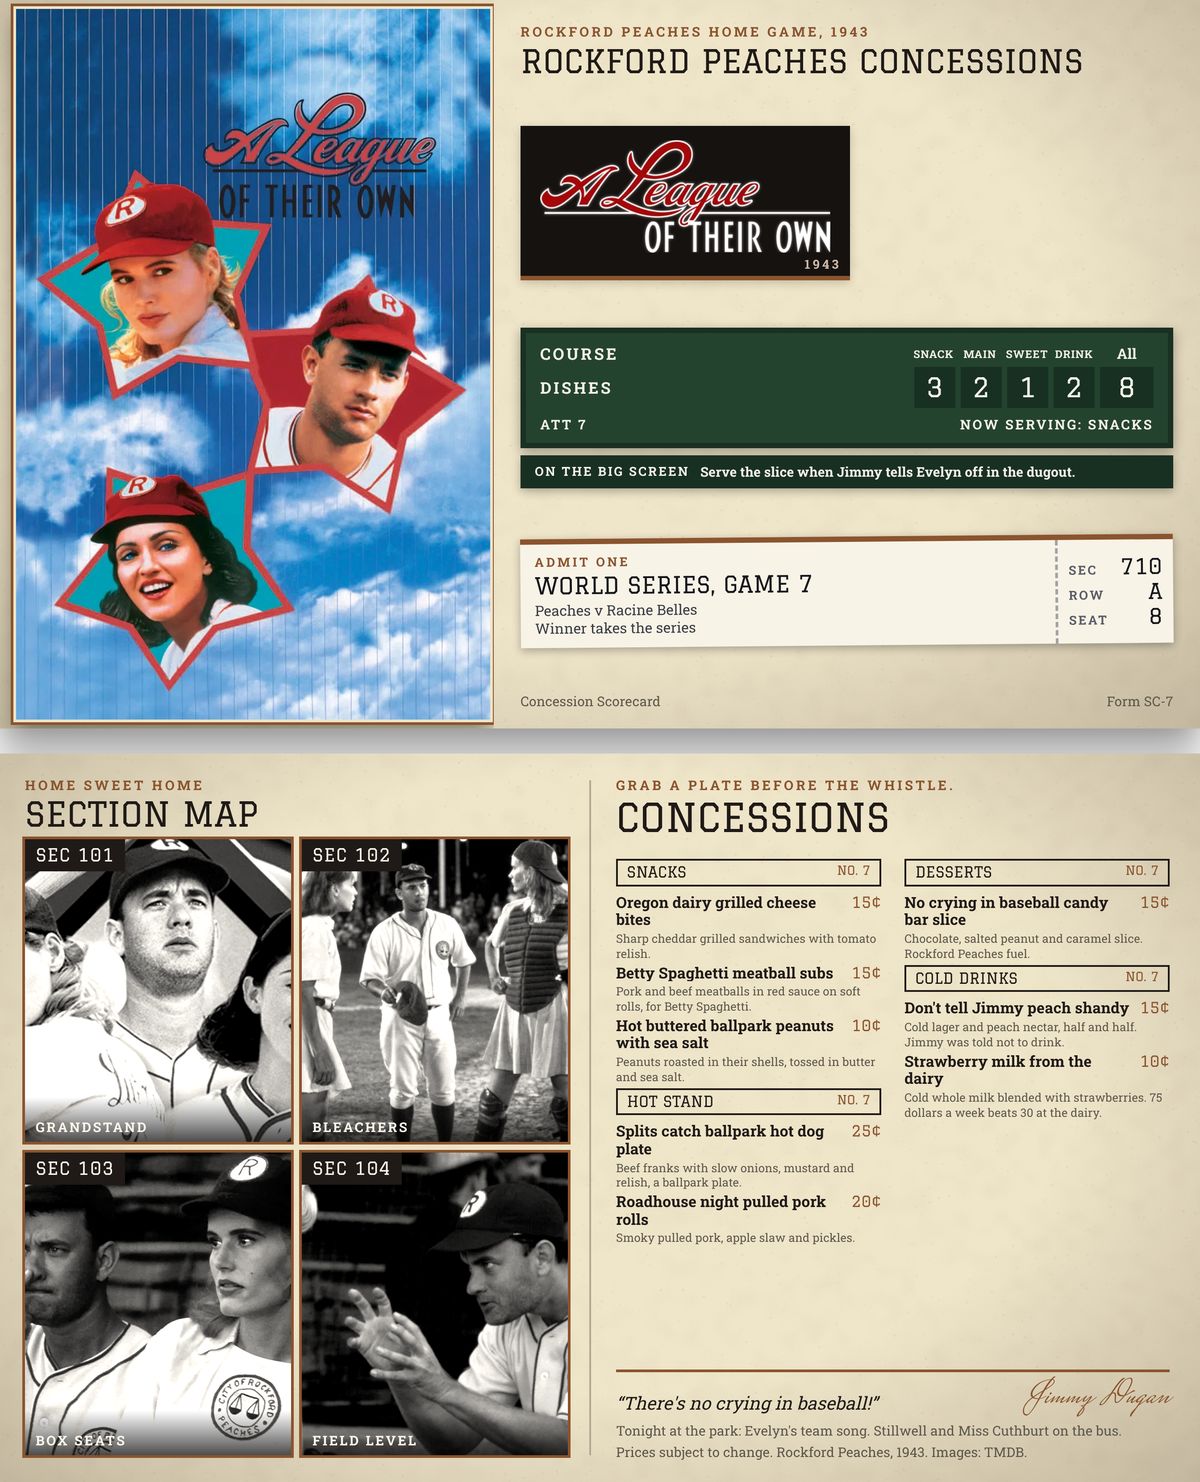 A League
OF THEIR OWN
R
R
R
ROCKFORD PEACHES HOME GAME, 1943
ROCKFORD PEACHES CONCESSIONS
A League
OF THEIR OWN
1943
COURSE SNACK MAIN SWEET DRINK All
DISHES 3 2 1 2 8
ATT 7 NOW SERVING: SNACKS
ON THE BIG SCREEN Serve the slice when Jimmy tells Evelyn off in the dugout.
ADMIT ONE
WORLD SERIES, GAME 7
Peaches v Racine Belles
Winner takes the series
SEC 710
ROW A
SEAT 8
Concession Scorecard Form SC-7
HOME SWEET HOME
SECTION MAP
SEC 101
GRANDSTAND
SEC 102
BLEACHERS
SEC 103
R
CITY OF ROCKFORD
PEACHES
BOX SEATS
SEC 104
R
FIELD LEVEL
GRAB A PLATE BEFORE THE WHISTLE.
CONCESSIONS
SNACKS NO. 7
Oregon dairy grilled cheese 15¢
bites
Sharp cheddar grilled sandwiches with tomato
relish.
Betty Spaghetti meatball subs 15¢
Pork and beef meatballs in red sauce on soft
rolls, for Betty Spaghetti.
Hot buttered ballpark peanuts 10¢
with sea salt
Peanuts roasted in their shells, tossed in butter
and sea salt.
HOT STAND NO. 7
Splits catch ballpark hot dog 25¢
plate
Beef franks with slow onions, mustard and
relish, a ballpark plate.
Roadhouse night pulled pork 20¢
rolls
Smoky pulled pork, apple slaw and pickles.
DESSERTS NO. 7
No crying in baseball candy 15¢
bar slice
Chocolate, salted peanut and caramel slice.
Rockford Peaches fuel.
COLD DRINKS NO. 7
Don't tell Jimmy peach shandy 15¢
Cold lager and peach nectar, half and half.
Jimmy was told not to drink.
Strawberry milk from the 10¢
dairy
Cold whole milk blended with strawberries. 75
dollars a week beats 30 at the dairy.
“There's no crying in baseball!” Jimmy Dugan
Tonight at the park: Evelyn's team song. Stillwell and Miss Cuthburt on the bus.
Prices subject to change. Rockford Peaches, 1943. Images: TMDB.